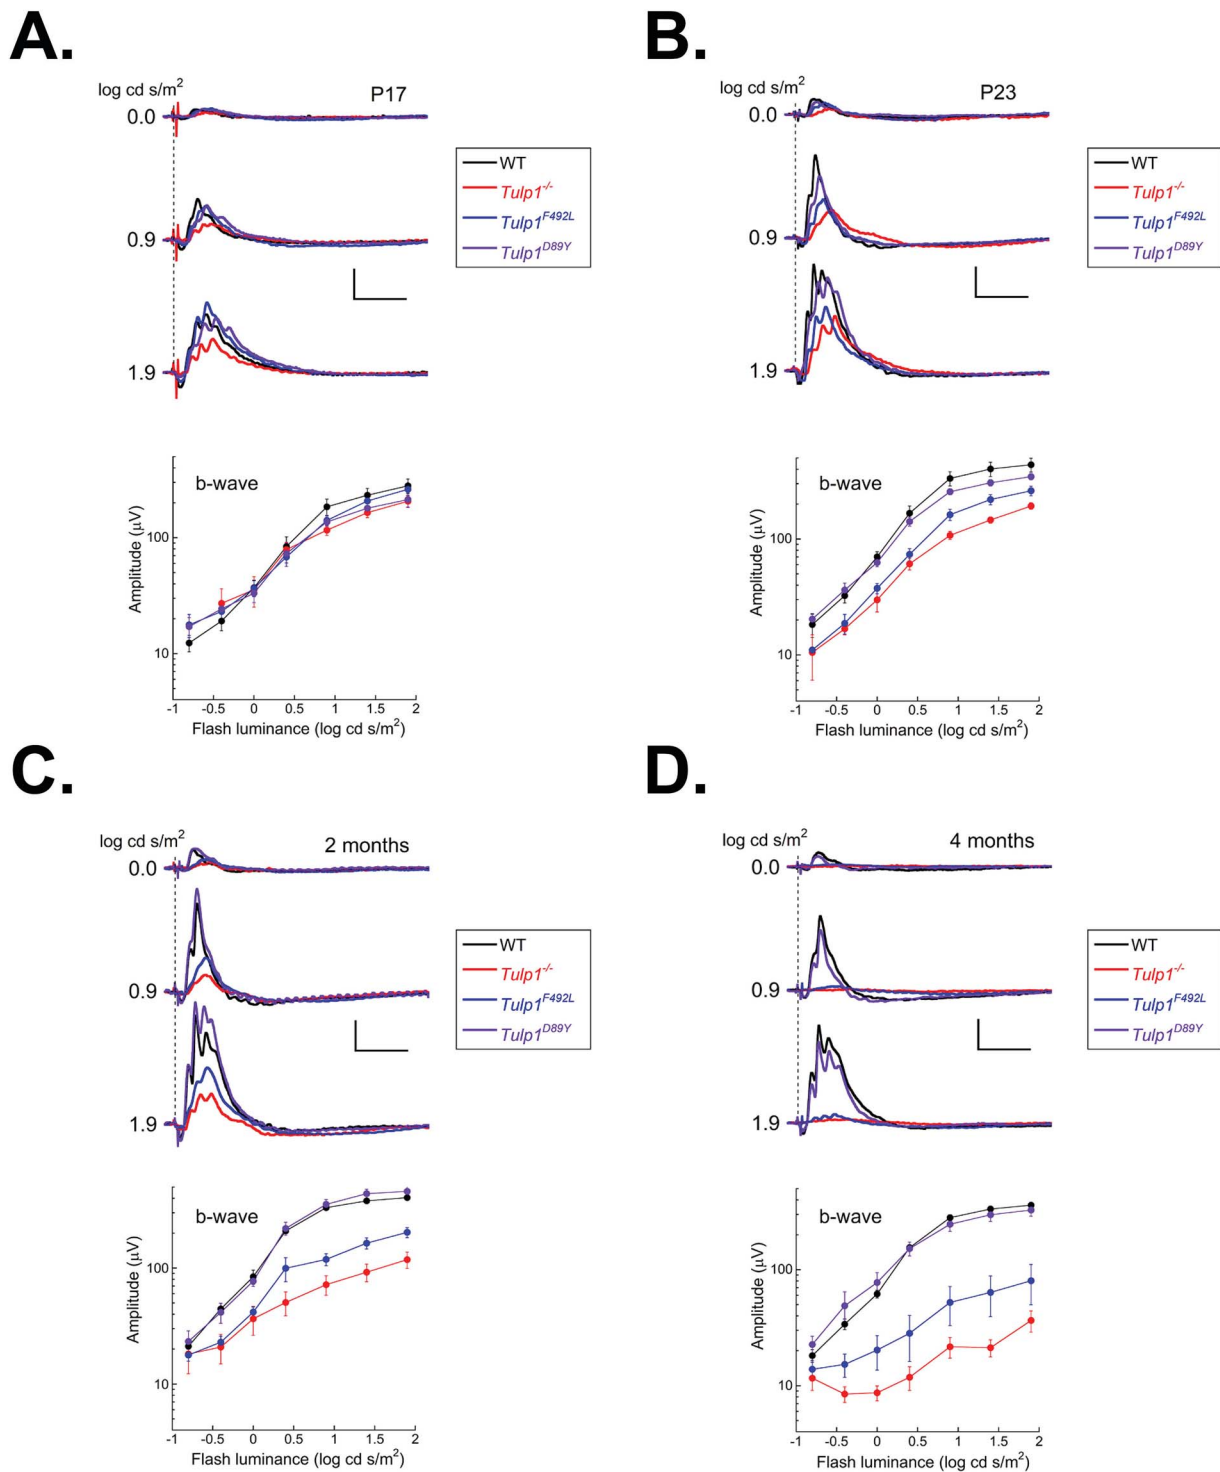 A.
log cd s/m²
P17
0.0
0.9
1.9
WT
Tulp1⁻/⁻
Tulp1ᶠ⁴⁹²ᴸ
Tulp1ᴰ⁸⁹ʸ
b-wave
Amplitude (μV)
100
10
-1 -0.5 0 0.5 1 1.5 2
Flash luminance (log cd s/m²)
B.
log cd s/m²
P23
0.0
0.9
1.9
WT
Tulp1⁻/⁻
Tulp1ᶠ⁴⁹²ᴸ
Tulp1ᴰ⁸⁹ʸ
b-wave
Amplitude (μV)
100
10
-1 -0.5 0 0.5 1 1.5 2
Flash luminance (log cd s/m²)
C.
log cd s/m²
2 months
0.0
0.9
1.9
WT
Tulp1⁻/⁻
Tulp1ᶠ⁴⁹²ᴸ
Tulp1ᴰ⁸⁹ʸ
b-wave
Amplitude (μV)
100
10
-1 -0.5 0 0.5 1 1.5 2
Flash luminance (log cd s/m²)
D.
log cd s/m²
4 months
0.0
0.9
1.9
WT
Tulp1⁻/⁻
Tulp1ᶠ⁴⁹²ᴸ
Tulp1ᴰ⁸⁹ʸ
b-wave
Amplitude (μV)
100
10
-1 -0.5 0 0.5 1 1.5 2
Flash luminance (log cd s/m²)